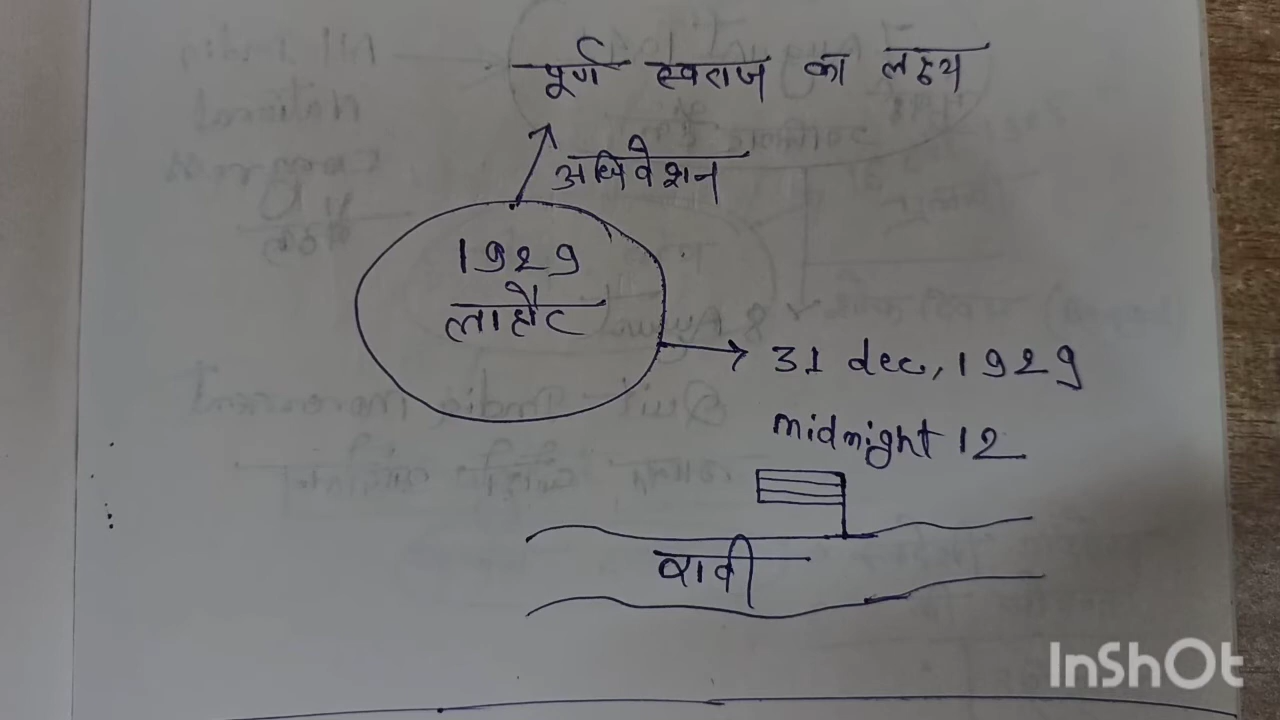 पूर्ण स्वराज का लक्ष्य
अधिवेशन
1929
लाहौर
31 dec, 1929
midnight 12
रावी
InShOt